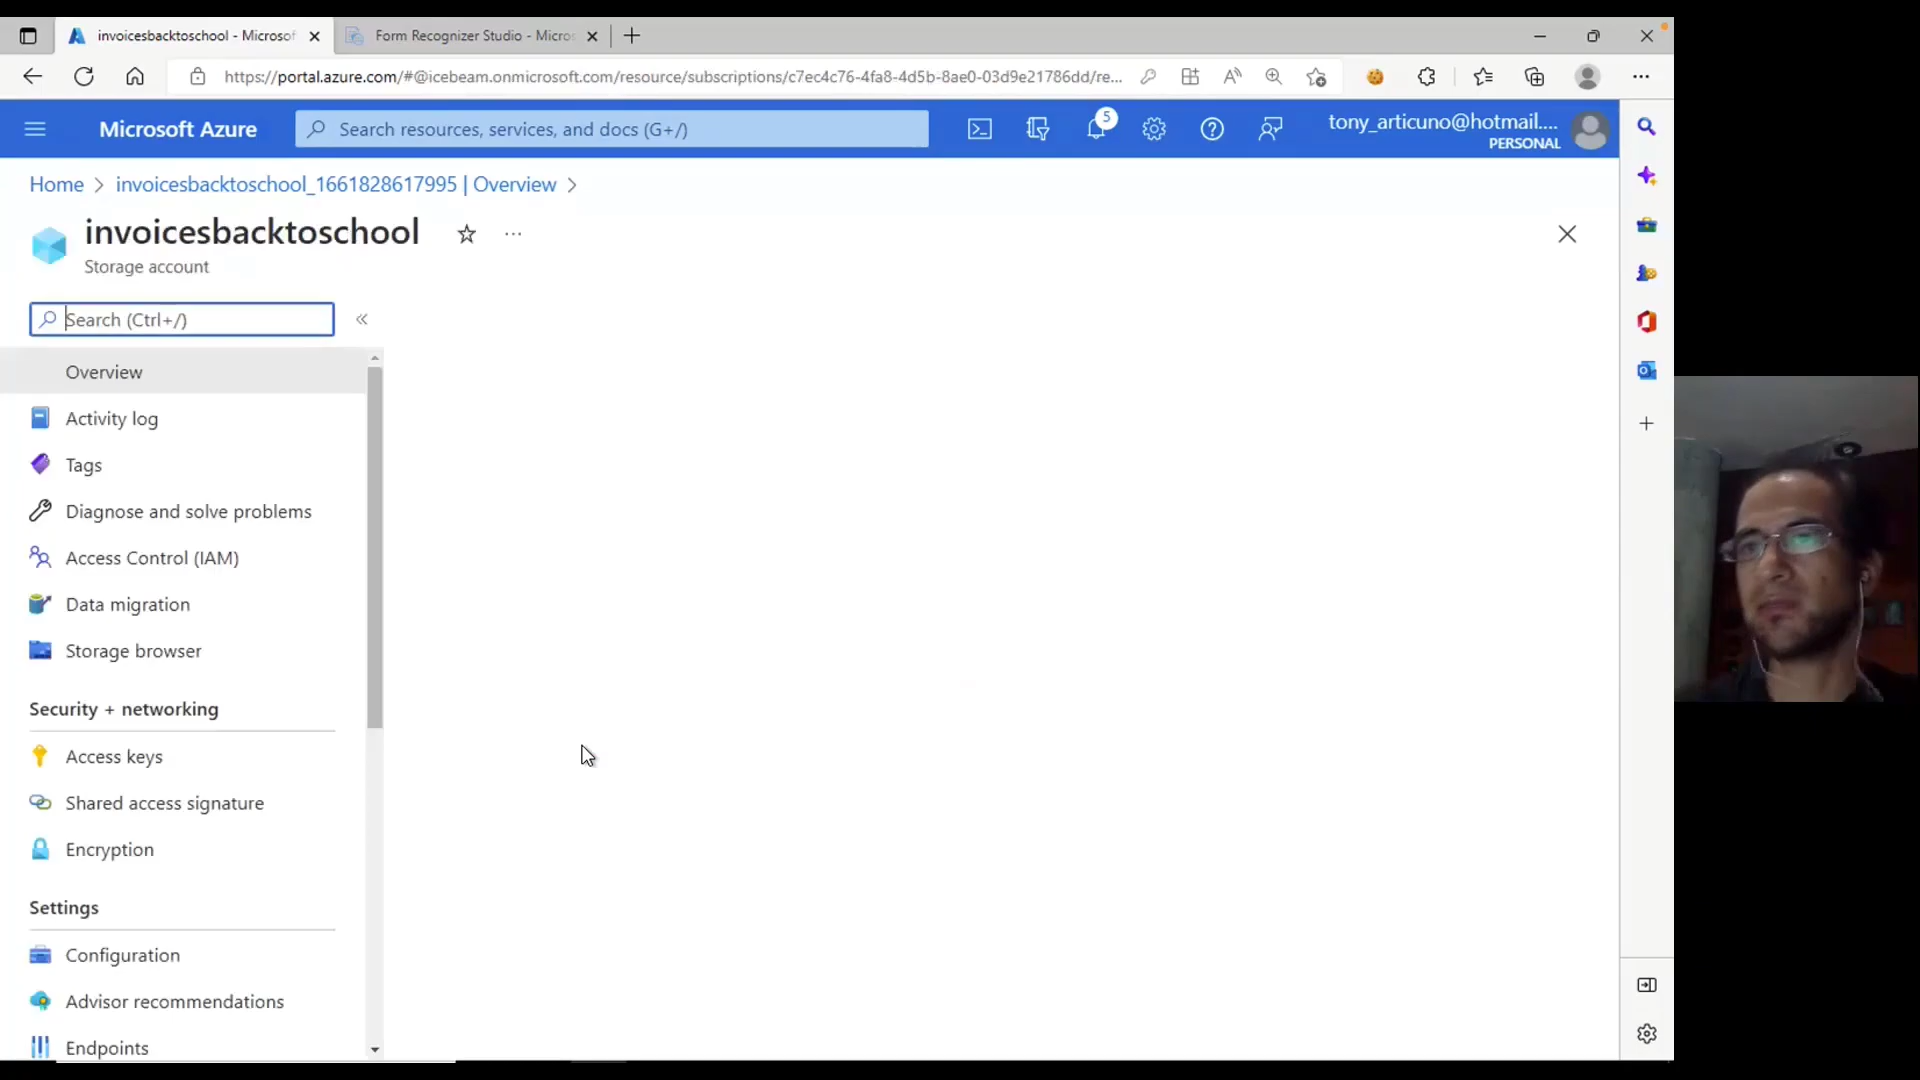 invoicesbacktoschool - Microsof
Form Recognizer Studio - Micros
https://portal.azure.com/#@icebeam.onmicrosoft.com/resource/subscriptions/c7ec4c76-4fa8-4d5b-8ae0-03d9e21786dd/re...
Microsoft Azure
Search resources, services, and docs (G+/)
5
tony_articuno@hotmail....
PERSONAL
Home > invoicesbacktoschool_1661828617995 | Overview >
invoicesbacktoschool
Storage account
Search (Ctrl+/)
Overview
Activity log
Tags
Diagnose and solve problems
Access Control (IAM)
Data migration
Storage browser
Security + networking
Access keys
Shared access signature
Encryption
Settings
Configuration
Advisor recommendations
Endpoints